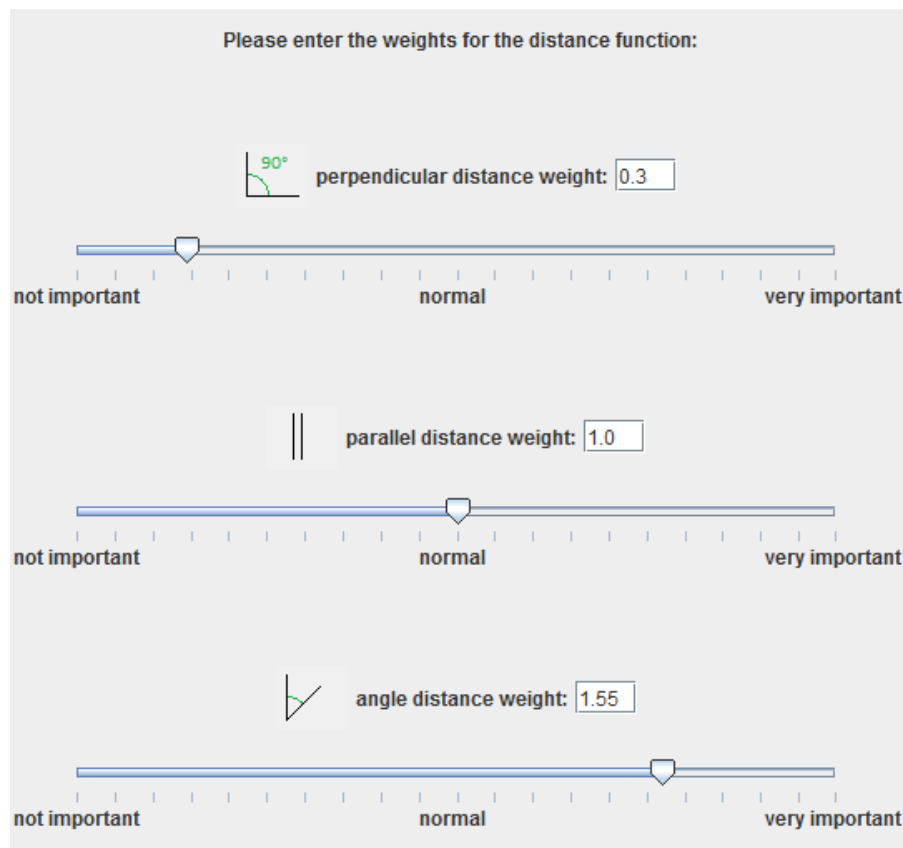 Please enter the weights for the distance function:
90°
perpendicular distance weight: 0.3
not important normal very important
parallel distance weight: 1.0
not important normal very important
angle distance weight: 1.55
not important normal very important